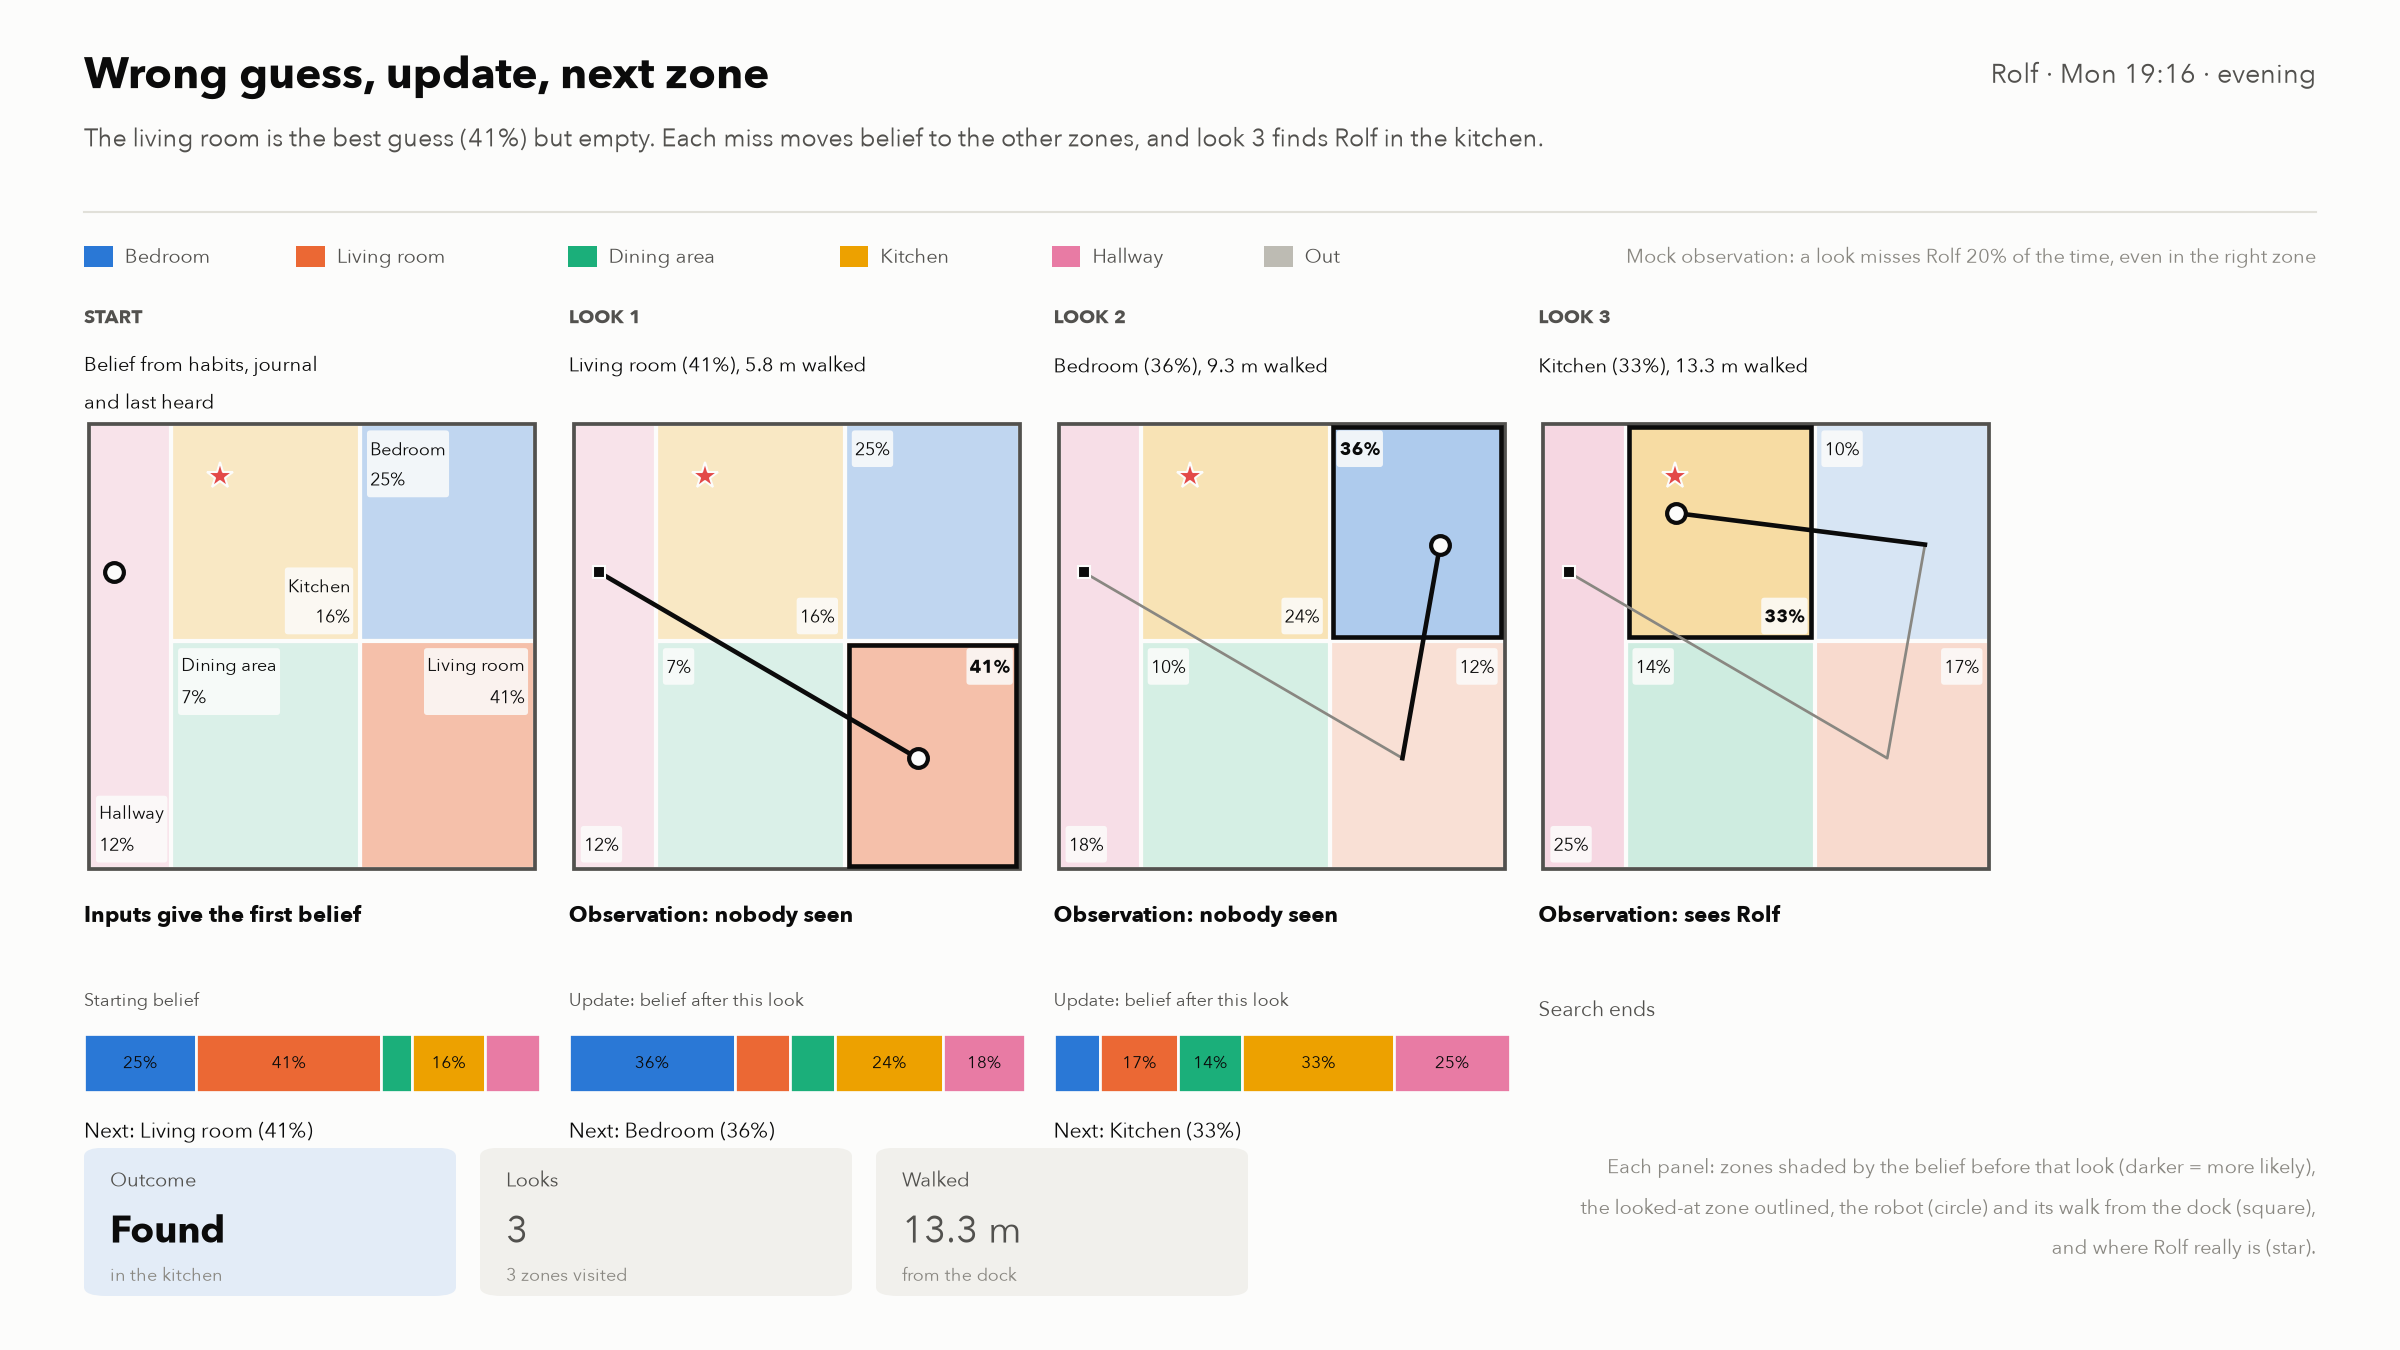 Wrong guess, update, next zone
Rolf · Mon 19:16 · evening
The living room is the best guess (41%) but empty. Each miss moves belief to the other zones, and look 3 finds Rolf in the kitchen.
Bedroom
Living room
Dining area
Kitchen
Hallway
Out
Mock observation: a look misses Rolf 20% of the time, even in the right zone
START
Belief from habits, journal
and last heard
Bedroom
25%
Kitchen
16%
Dining area
7%
Living room
41%
Hallway
12%
Inputs give the first belief
Starting belief
25%
41%
16%
Next: Living room (41%)
LOOK 1
Living room (41%), 5.8 m walked
25%
16%
7%
41%
12%
Observation: nobody seen
Update: belief after this look
36%
24%
18%
Next: Bedroom (36%)
LOOK 2
Bedroom (36%), 9.3 m walked
36%
24%
10%
12%
18%
Observation: nobody seen
Update: belief after this look
17%
14%
33%
25%
Next: Kitchen (33%)
LOOK 3
Kitchen (33%), 13.3 m walked
10%
33%
14%
17%
25%
Observation: sees Rolf
Search ends
Outcome
Found
in the kitchen
Looks
3
3 zones visited
Walked
13.3 m
from the dock
Each panel: zones shaded by the belief before that look (darker = more likely),
the looked-at zone outlined, the robot (circle) and its walk from the dock (square),
and where Rolf really is (star).